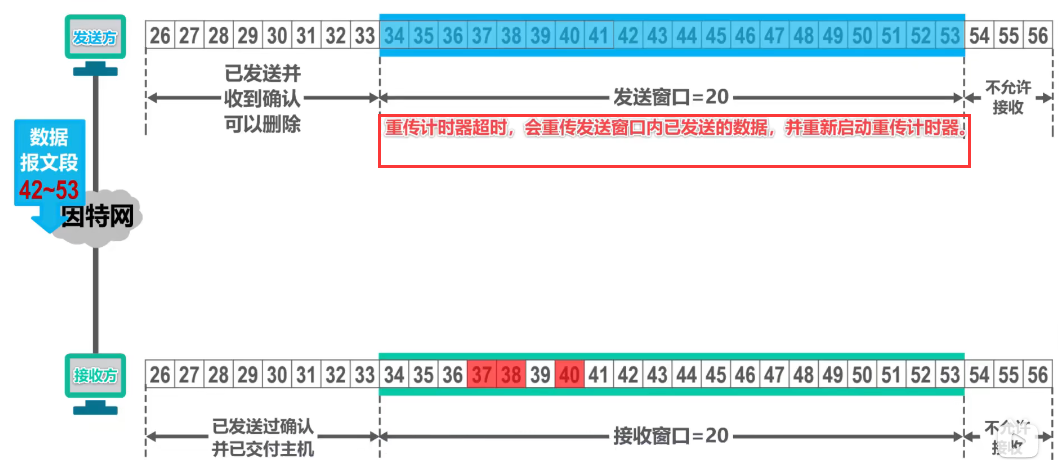 发送方
26 27 28 29 30 31 32 33 34 35 36 37 38 39 40 41 42 43 44 45 46 47 48 49 50 51 52 53 54 55 56
已发送并
收到确认
可以删除
发送窗口=20
不允许
接收
重传计时器超时，会重传发送窗口内已发送的数据，并重新启动重传计时器。
数据
报文段
42~53
因特网
接收方
26 27 28 29 30 31 32 33 34 35 36 37 38 39 40 41 42 43 44 45 46 47 48 49 50 51 52 53 54 55 56
已发送过确认
并已交付主机
接收窗口=20
不允许
接收